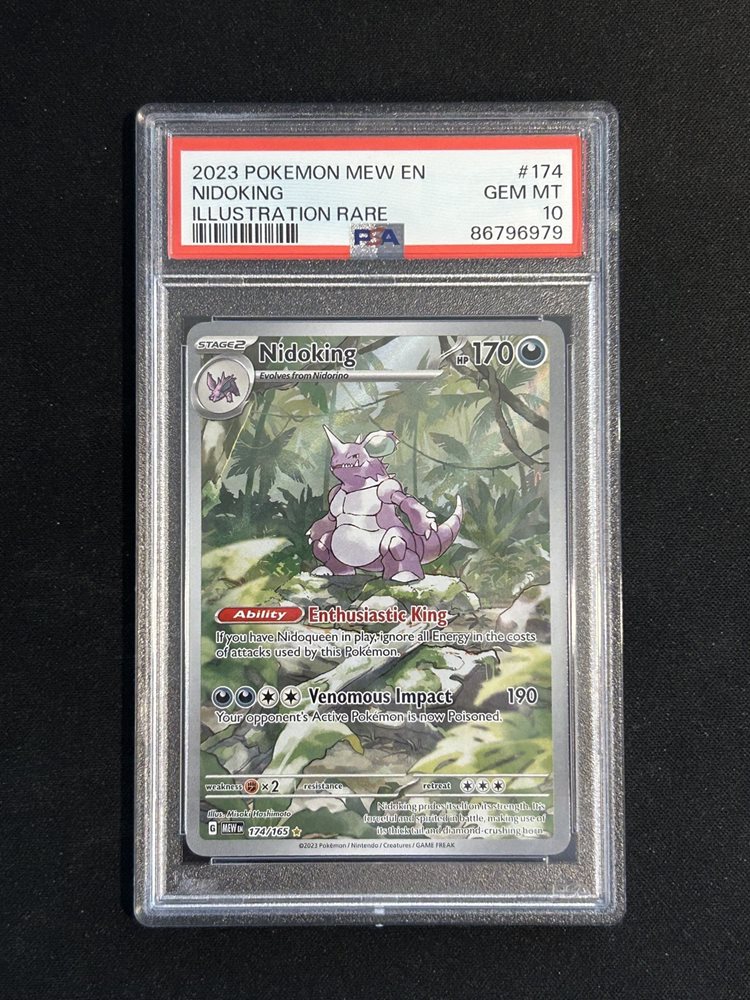 2023 POKEMON MEW EN #174
NIDOKING GEM MT
ILLUSTRATION RARE 10
PSA 86796979
STAGE2 Nidoking HP 170
Evolves from Nidorino
Ability Enthusiastic King
If you have Nidoqueen in play, ignore all Energy in the costs
of attacks used by this Pokémon.
Venomous Impact 190
Your opponent's Active Pokémon is now Poisoned.
weakness ×2 resistance retreat
Illus. Misaki Hashimoto
Nidoking prides itself on its strength. It's
forceful and spirited in battle, making use of
its thick tail and diamond-crushing horn.
G MEW EN 174/165
©2023 Pokémon / Nintendo / Creatures / GAME FREAK